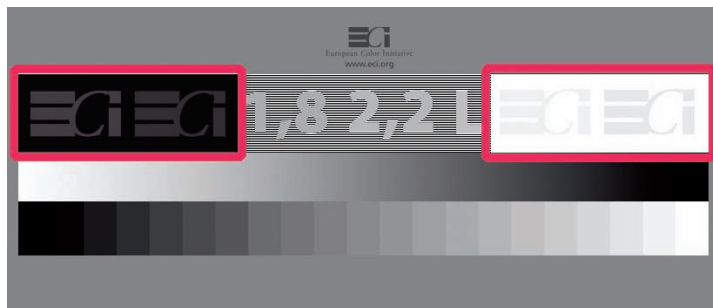 ECi
European Color Initiative
www.eci.org
ECi ECi 1,8 2,2 L ECi ECi